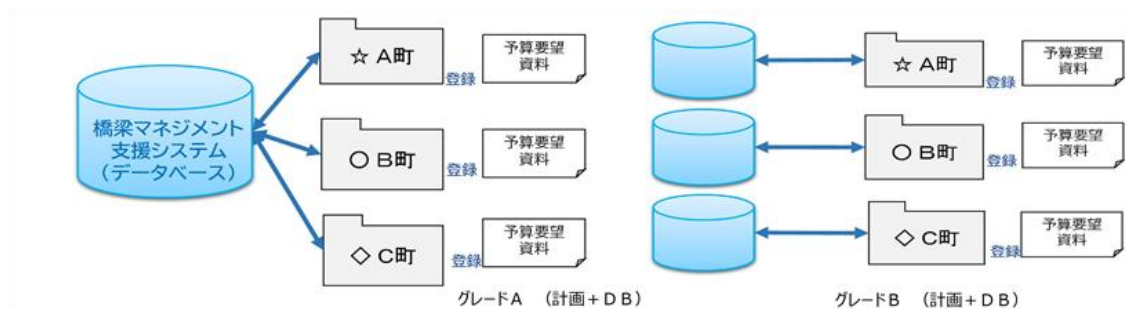 橋梁マネジメント
支援システム
（データベース）
☆ A町
登録
予算要望
資料
○ B町
登録
予算要望
資料
◇ C町
登録
予算要望
資料
グレードA （計画＋ＤＢ）
☆ A町
登録
予算要望
資料
○ B町
登録
予算要望
資料
◇ C町
登録
予算要望
資料
グレードB （計画＋ＤＢ）